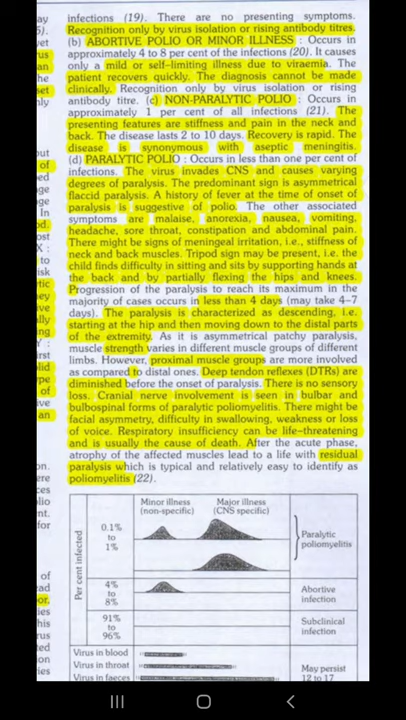 infections (19). There are no presenting symptoms.
Recognition only by virus isolation or rising antibody titres.
(b) ABORTIVE POLIO OR MINOR ILLNESS : Occurs in
approximately 4 to 8 per cent of the infections (20). It causes
only a mild or self-limiting illness due to viraemia. The
patient recovers quickly. The diagnosis cannot be made
clinically. Recognition only by virus isolation or rising
antibody titre. (c) NON-PARALYTIC POLIO : Occurs in
approximately 1 per cent of all infections (21). The
presenting features are stiffness and pain in the neck and
back. The disease lasts 2 to 10 days. Recovery is rapid. The
disease is synonymous with aseptic meningitis.
(d) PARALYTIC POLIO : Occurs in less than one per cent of
infections. The virus invades CNS and causes varying
degrees of paralysis. The predominant sign is asymmetrical
flaccid paralysis. A history of fever at the time of onset of
paralysis is suggestive of polio. The other associated
symptoms are malaise, anorexia, nausea, vomiting,
headache, sore throat, constipation and abdominal pain.
There might be signs of meningeal irritation, i.e., stiffness of
neck and back muscles. Tripod sign may be present, i.e. the
child finds difficulty in sitting and sits by supporting hands at
the back and by partially flexing the hips and knees.
Progression of the paralysis to reach its maximum in the
majority of cases occurs in less than 4 days (may take 4-7
days). The paralysis is characterized as descending, i.e.
starting at the hip and then moving down to the distal parts
of the extremity. As it is asymmetrical patchy paralysis,
muscle strength varies in different muscle groups of different
limbs. However, proximal muscle groups are more involved
as compared to distal ones. Deep tendon reflexes (DTRs) are
diminished before the onset of paralysis. There is no sensory
loss. Cranial nerve involvement is seen in bulbar and
bulbospinal forms of paralytic poliomyelitis. There might be
facial asymmetry, difficulty in swallowing, weakness or loss
of voice. Respiratory insufficiency can be life-threatening
and is usually the cause of death. After the acute phase,
atrophy of the affected muscles lead to a life with residual
paralysis which is typical and relatively easy to identify as
poliomyelitis (22).
Minor illness
(non-specific)
Major illness
(CNS specific)
Per cent infected
0.1%
to
1%
Paralytic
poliomyelitis
4%
to
8%
Abortive
infection
91%
to
96%
Subclinical
infection
Virus in blood
Virus in throat
Virus in faeces
May persist
12 to 17